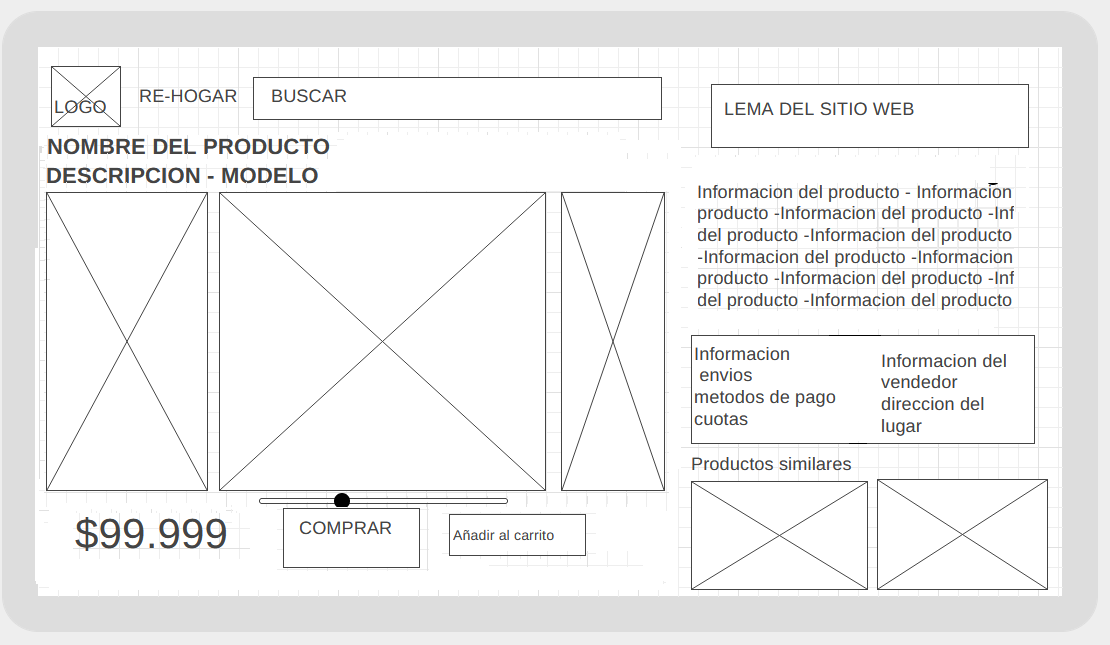 LOGO
RE-HOGAR
BUSCAR
LEMA DEL SITIO WEB
NOMBRE DEL PRODUCTO
DESCRIPCION - MODELO
Informacion del producto - Informacion
producto -Informacion del producto -Inf
del producto -Informacion del producto
-Informacion del producto -Informacion
producto -Informacion del producto -Inf
del producto -Informacion del producto
Informacion
envios
metodos de pago
cuotas
Informacion del
vendedor
direccion del
lugar
Productos similares
$99.999
COMPRAR
Añadir al carrito